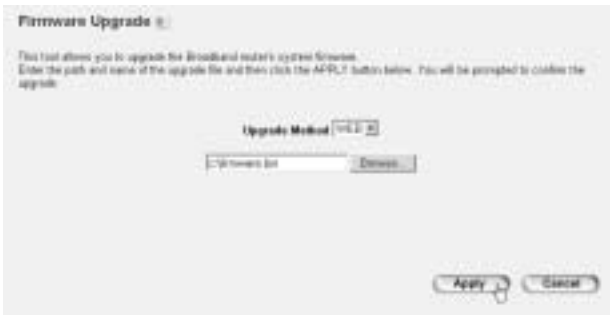 Firmware Upgrade
This tool allows you to upgrade the Broadband router's system firmware.
Enter the path and name of the upgrade file and then click the APPLY button below. You will be prompted to confirm the
upgrade.
Upgrade Method
Browse...
Apply Cancel